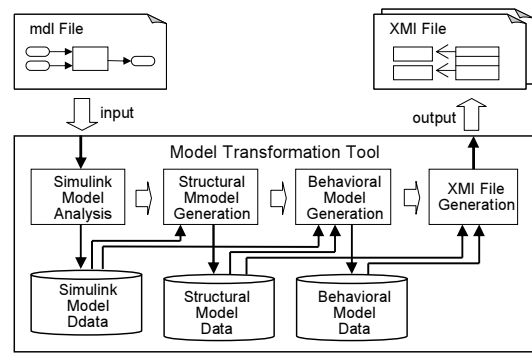 mdl File
XMI File
input
output
Model Transformation Tool
Simulink
Model
Analysis
Structural
Mmodel
Generation
Behavioral
Model
Generation
XMI File
Generation
Simulink
Model
Ddata
Structural
Model
Data
Behavioral
Model
Data